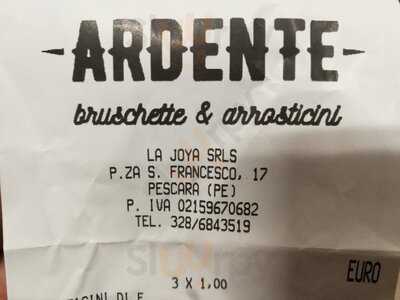 -ARDENTE-
bruschette & arrosticini
LA JOYA SRLS
P.ZA S. FRANCESCO, 17
PESCARA (PE)
P. IVA 02159670682
TEL. 328/6843519
EURO
3 X 1,00